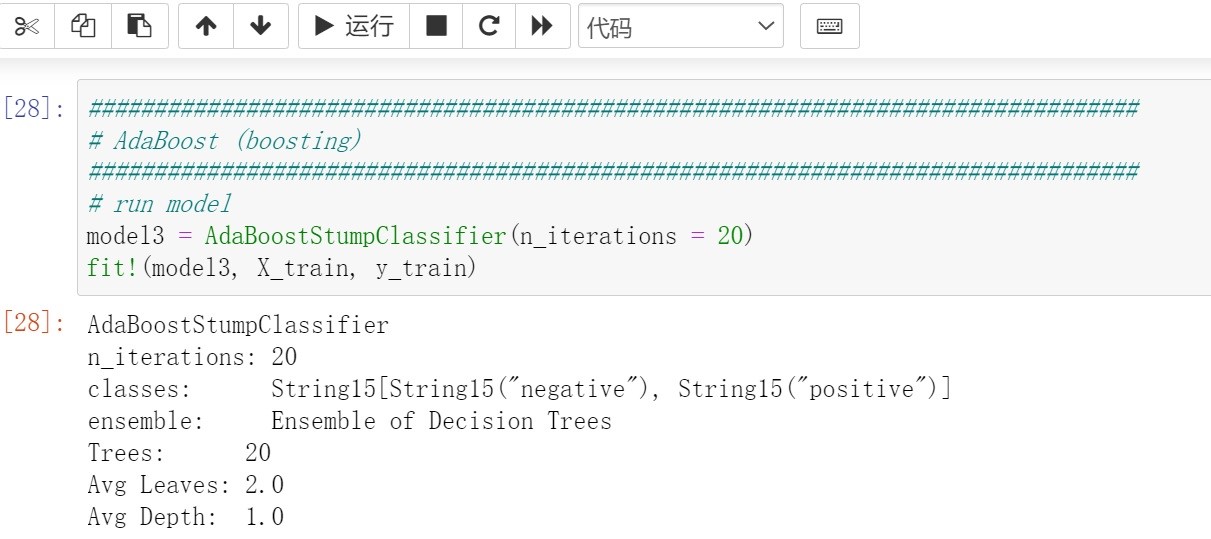 运行
代码
[28]:
################################################################################
# AdaBoost (boosting)
################################################################################
# run model
model3 = AdaBoostStumpClassifier(n_iterations = 20)
fit!(model3, X_train, y_train)
[28]:
AdaBoostStumpClassifier
n_iterations: 20
classes: String15[String15("negative"), String15("positive")]
ensemble: Ensemble of Decision Trees
Trees: 20
Avg Leaves: 2.0
Avg Depth: 1.0